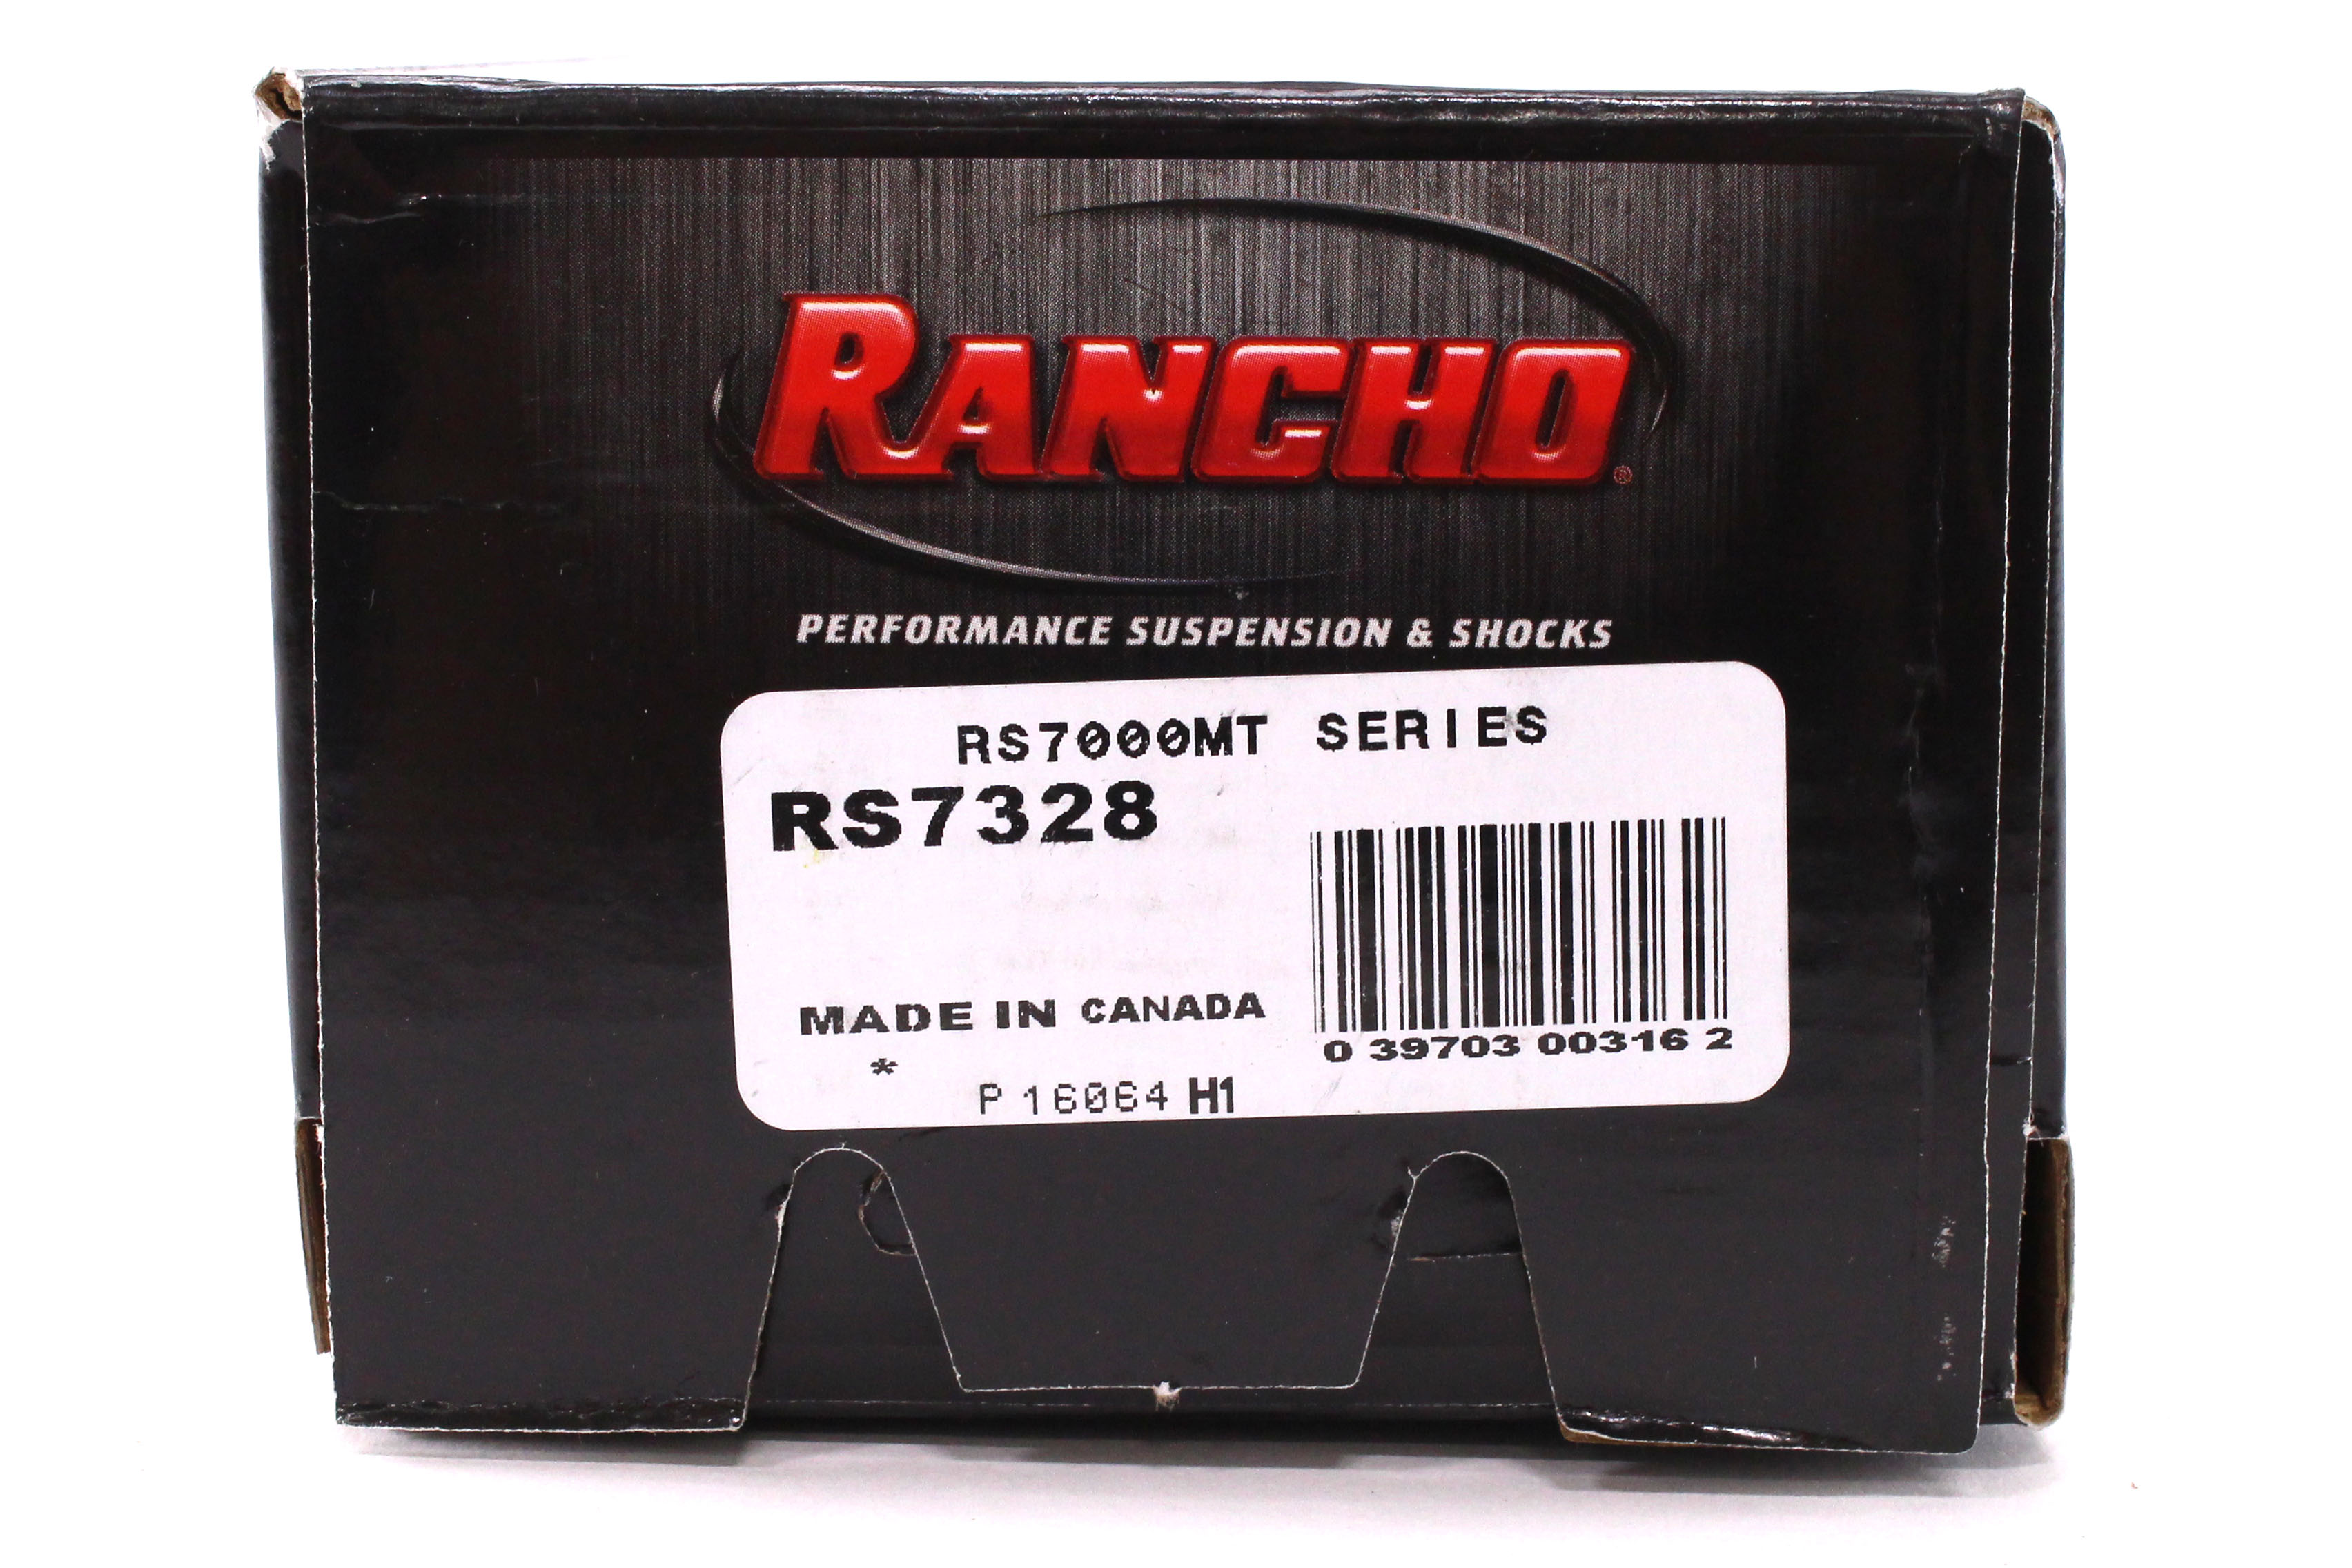 RANCHO®
PERFORMANCE SUSPENSION & SHOCKS
RS7000MT SERIES
RS7328
MADE IN CANADA
0 39703 00316 2
*
P 16064 H1